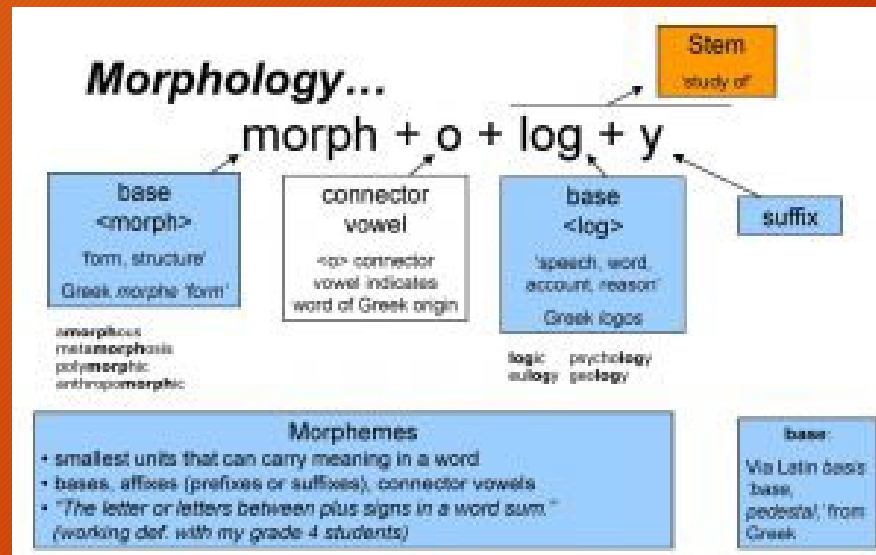 Morphology...
Stem
'study of'
morph + o + log + y
base
<morph>
'form, structure'
Greek morphe 'form'
connector
vowel
<o> connector
vowel indicates
word of Greek origin
base
<log>
'speech, word,
account, reason'
Greek logos
suffix
amorphous
metamorphosis
polymorphic
anthropomorphic
logic psychology
eulogy geology
Morphemes
• smallest units that can carry meaning in a word
• bases, affixes (prefixes or suffixes), connector vowels
• "The letter or letters between plus signs in a word sum."
(working def. with my grade 4 students)
base:
Via Latin basis
'base,
pedestal,' from
Greek